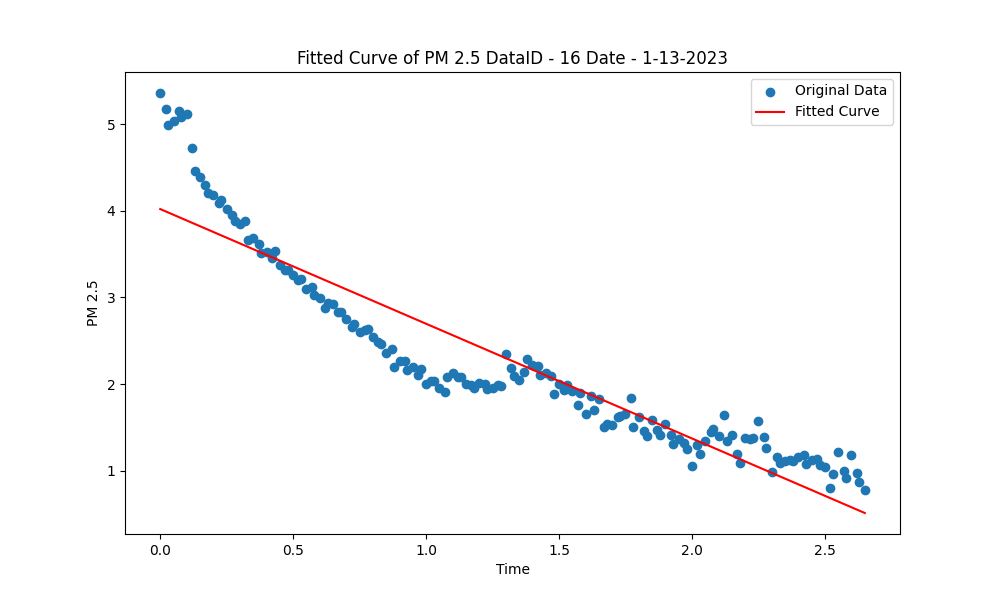 Fitted Curve of PM 2.5 DataID - 16 Date - 1-13-2023
Original Data
Fitted Curve
PM 2.5
5
4
3
2
1
0.0 0.5 1.0 1.5 2.0 2.5
Time